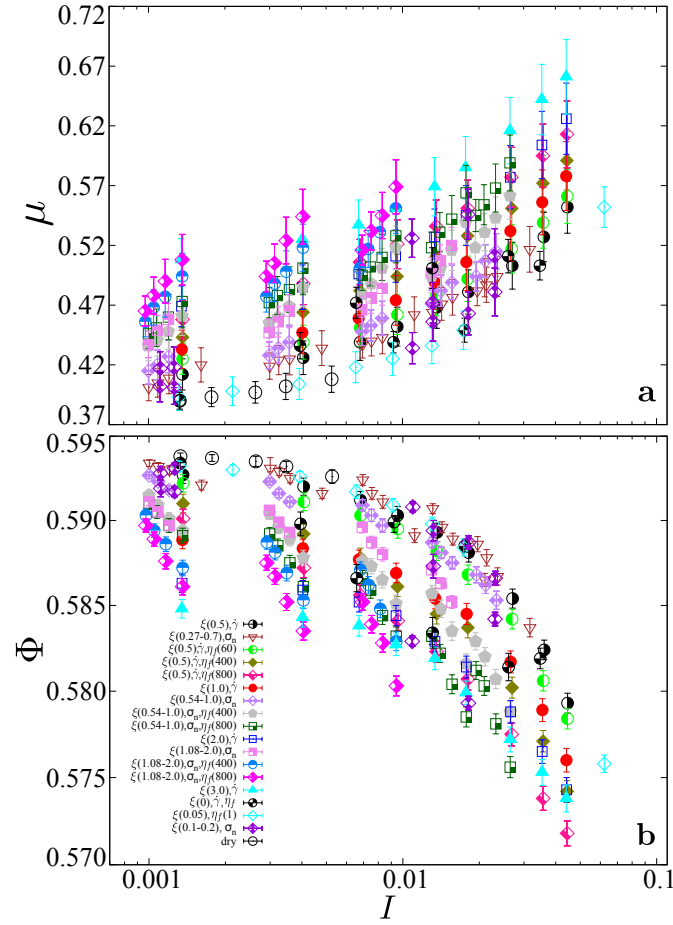 0.72
0.67
0.62
0.57
0.52
0.47
0.42
0.37
μ
a
0.595
0.590
0.585
0.580
0.575
0.570
Φ
ξ(0.5),γ̇
ξ(0.27-0.7),σn
ξ(0.5)γ̇,ηf(60)
ξ(0.5),γ̇,ηf(400)
ξ(0.5),γ̇,ηf(800)
ξ(1.0),γ̇
ξ(0.54-1.0),σn
ξ(0.54-1.0),σn,ηf(400)
ξ(0.54-1.0),σn,ηf(800)
ξ(2.0),γ̇
ξ(1.08-2.0),σn
ξ(1.08-2.0),σn,ηf(400)
ξ(1.08-2.0),σn,ηf(800)
ξ(3.0),γ̇
ξ(0),γ̇,ηf
ξ(0.05),ηf(1)
ξ(0.1-0.2), σn
dry
b
0.001 0.01 0.1
I